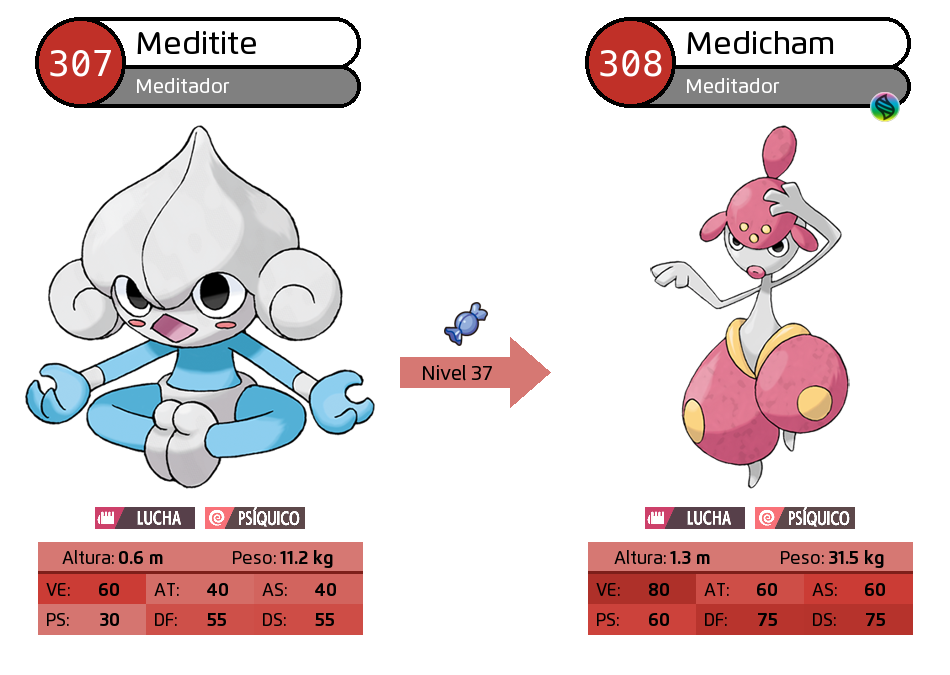 307
Meditite
Meditador
308
Medicham
Meditador
Nivel 37
LUCHA PSÍQUICO
LUCHA PSÍQUICO
Altura: 0.6 m Peso: 11.2 kg
VE: 60 AT: 40 AS: 40
PS: 30 DF: 55 DS: 55
Altura: 1.3 m Peso: 31.5 kg
VE: 80 AT: 60 AS: 60
PS: 60 DF: 75 DS: 75